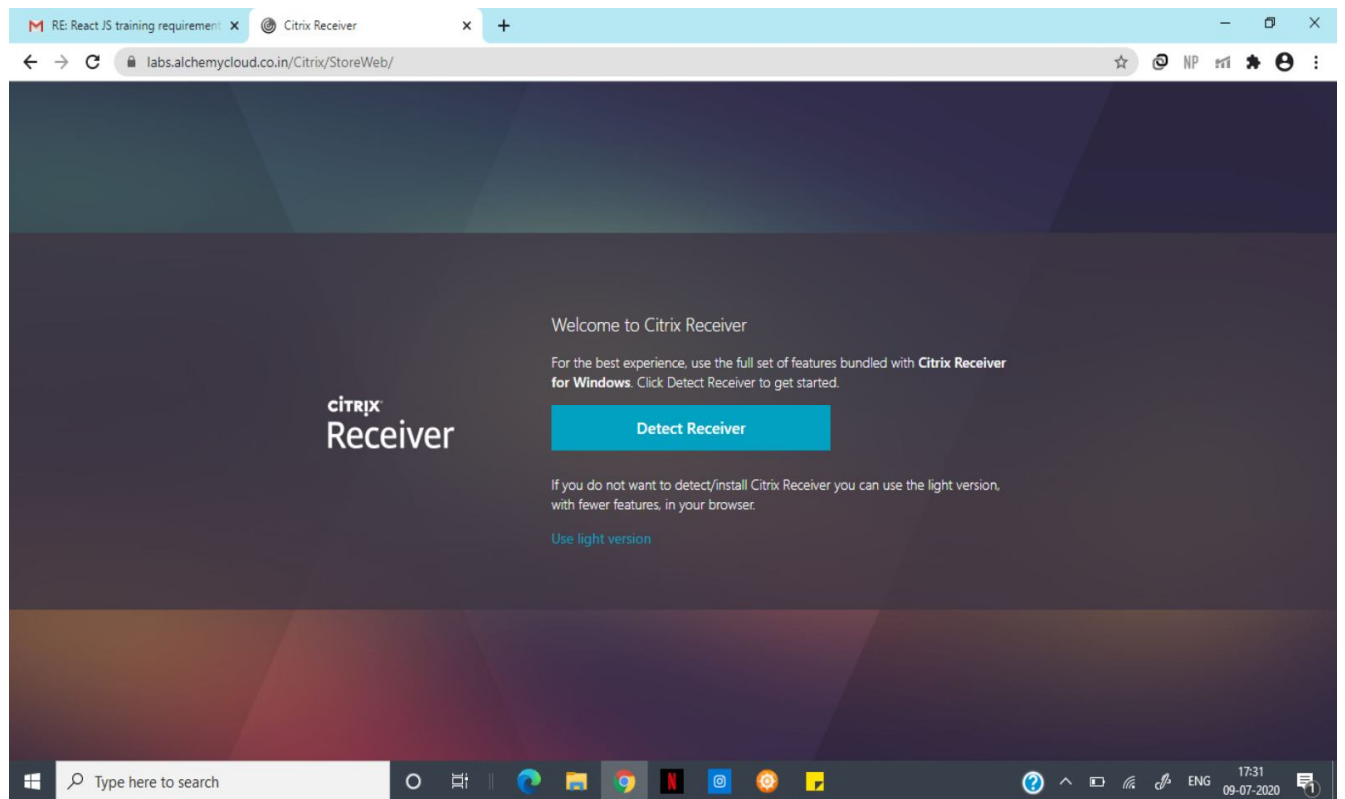 RE: React JS training requirement
Citrix Receiver
labs.alchemycloud.co.in/Citrix/StoreWeb/
NP
Welcome to Citrix Receiver
For the best experience, use the full set of features bundled with Citrix Receiver
for Windows. Click Detect Receiver to get started.
CiTRiX
Receiver
Detect Receiver
If you do not want to detect/install Citrix Receiver you can use the light version,
with fewer features, in your browser.
Use light version
Type here to search
N
ENG
17:31
09-07-2020
1